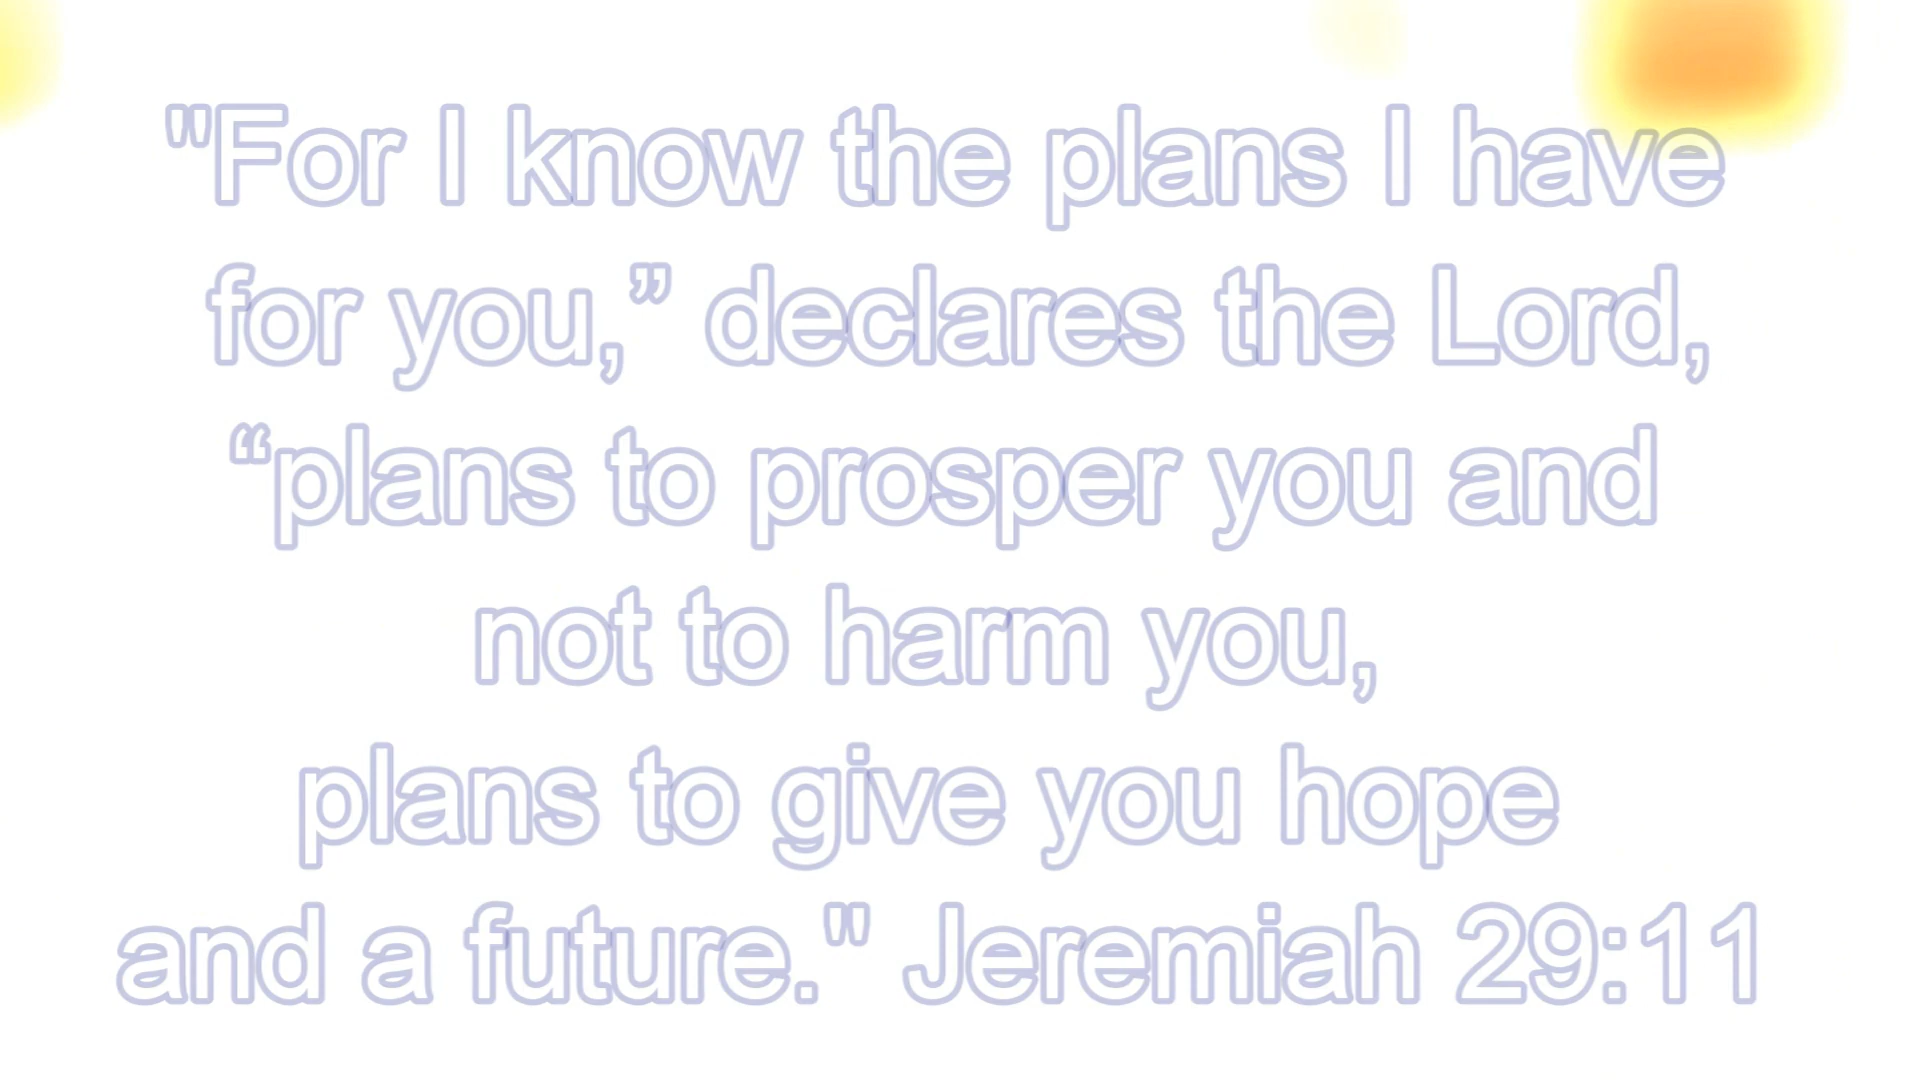 "For I know the plans I have
for you,” declares the Lord,
“plans to prosper you and
not to harm you,
plans to give you hope
and a future." Jeremiah 29:11